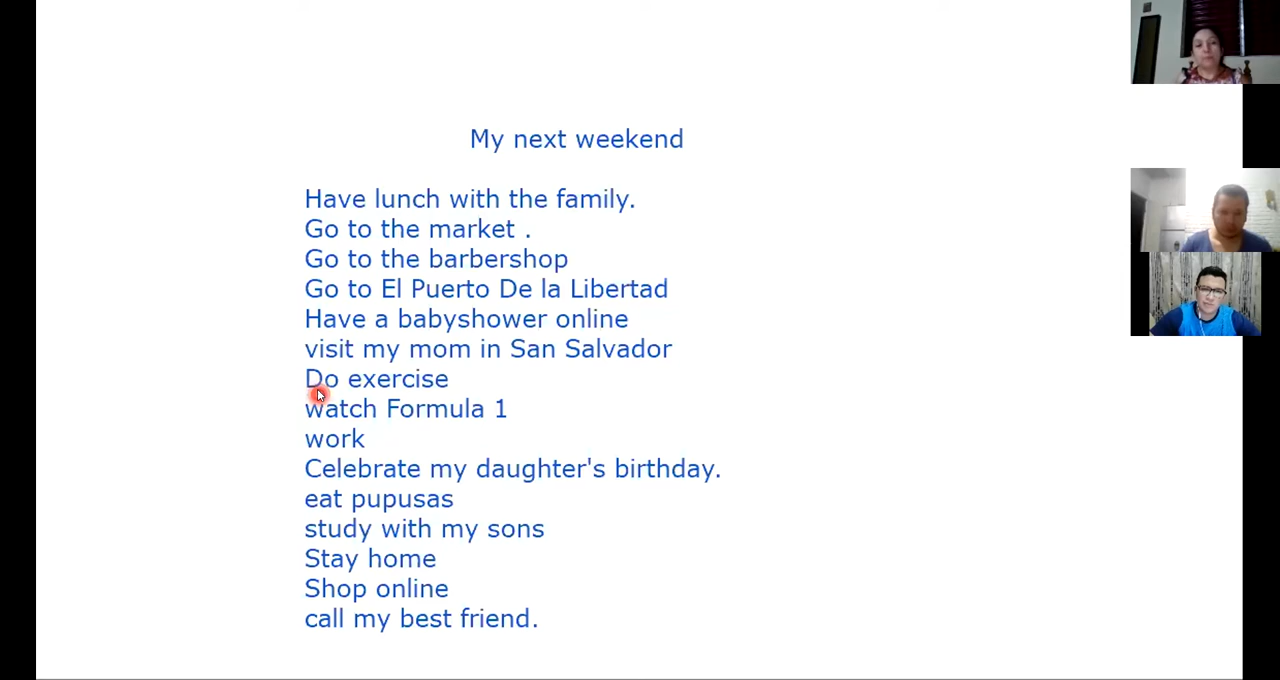 My next weekend
Have lunch with the family.
Go to the market .
Go to the barbershop
Go to El Puerto De la Libertad
Have a babyshower online
visit my mom in San Salvador
Do exercise
watch Formula 1
work
Celebrate my daughter's birthday.
eat pupusas
study with my sons
Stay home
Shop online
call my best friend.